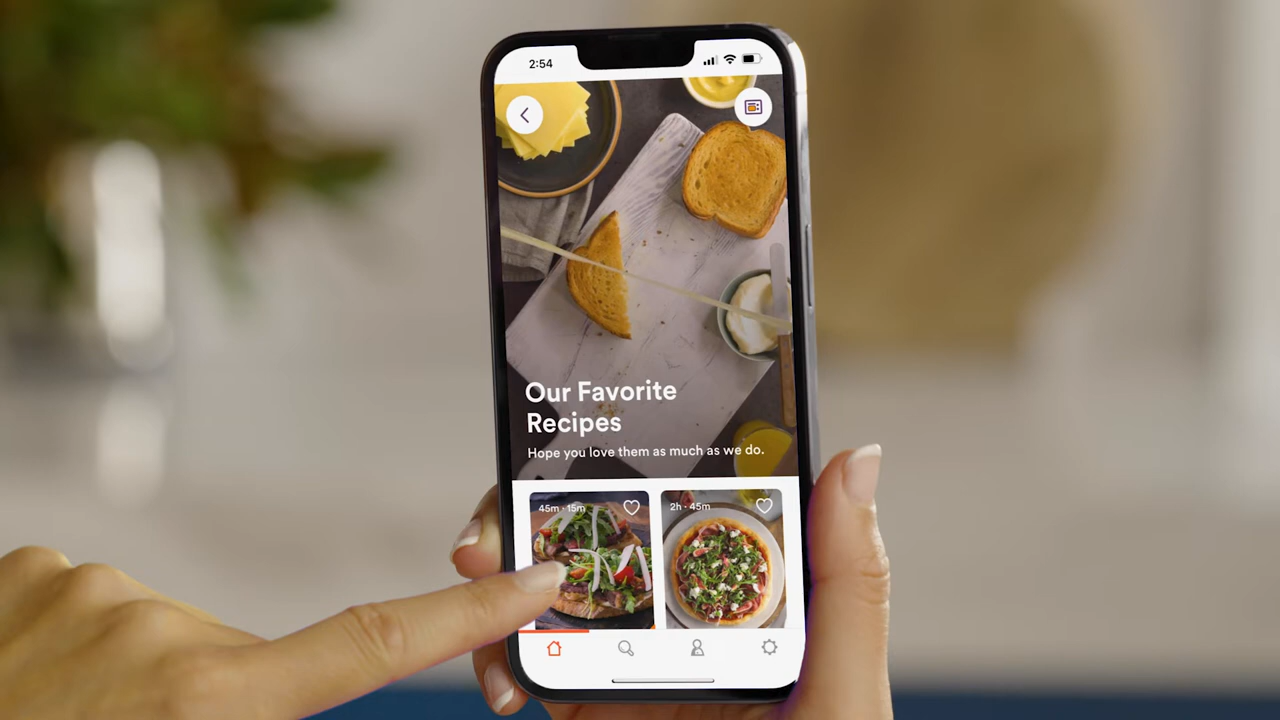 2:54
Our Favorite
Recipes
Hope you love them as much as we do.
45m · 15m
2h · 45m